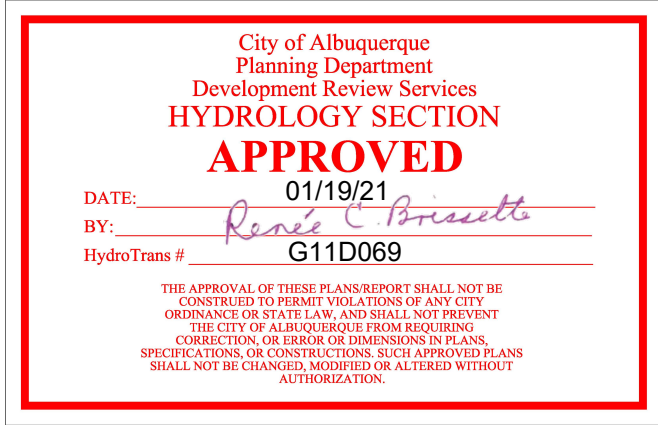 City of Albuquerque
Planning Department
Development Review Services
HYDROLOGY SECTION
APPROVED
DATE: 01/19/21
BY: Renée C. Brissette
HydroTrans # G11D069
THE APPROVAL OF THESE PLANS/REPORT SHALL NOT BE
CONSTRUED TO PERMIT VIOLATIONS OF ANY CITY
ORDINANCE OR STATE LAW, AND SHALL NOT PREVENT
THE CITY OF ALBUQUERQUE FROM REQUIRING
CORRECTION, OR ERROR OR DIMENSIONS IN PLANS,
SPECIFICATIONS, OR CONSTRUCTIONS. SUCH APPROVED PLANS
SHALL NOT BE CHANGED, MODIFIED OR ALTERED WITHOUT
AUTHORIZATION.